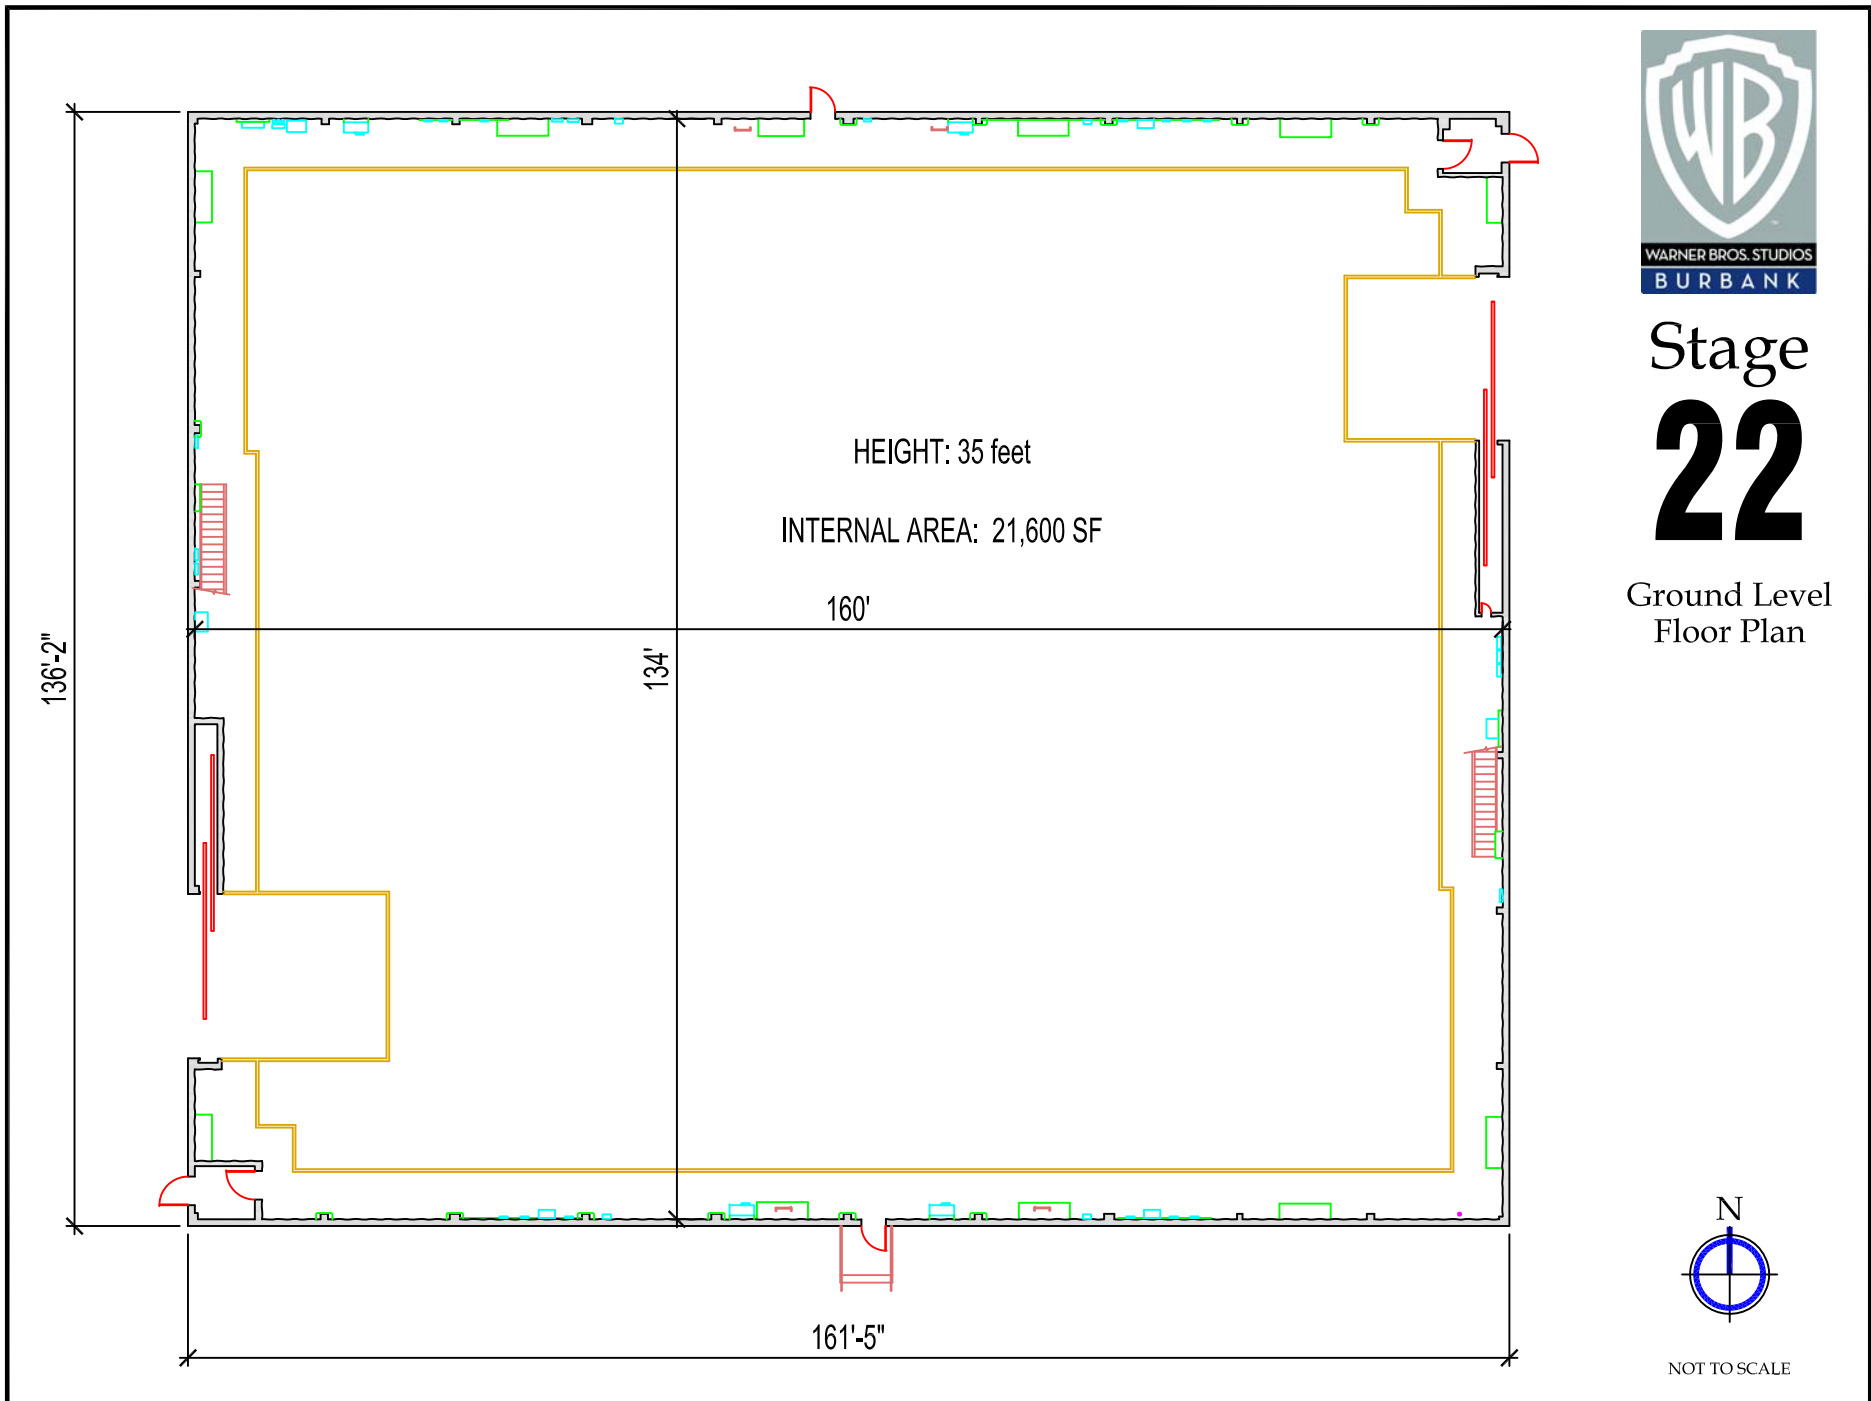 WB
WARNER BROS. STUDIOS
BURBANK
Stage
22
Ground Level
Floor Plan
HEIGHT: 35 feet
INTERNAL AREA: 21,600 SF
160'
134'
136'-2"
161'-5"
N
NOT TO SCALE